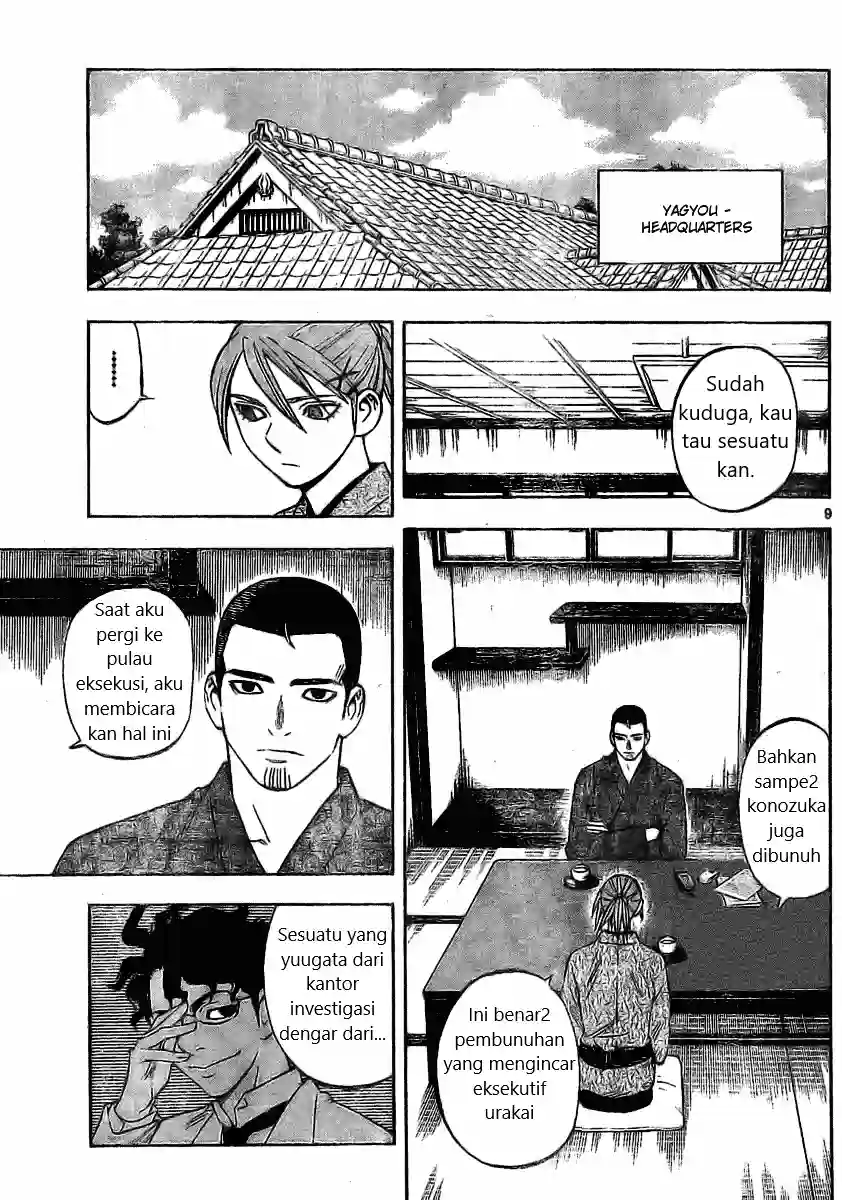 YAGYOU -
HEADQUARTERS
Sudah
kuduga, kau
tau sesuatu
kan.
........
9
Bahkan
sampe2
konozuka
juga
dibunuh
Ini benar2
pembunuhan
yang mengincar
eksekutif
urakai
Saat aku
pergi ke
pulau
eksekusi, aku
membicara
kan hal ini
Sesuatu yang
yuugata dari
kantor
investigasi
dengar dari...